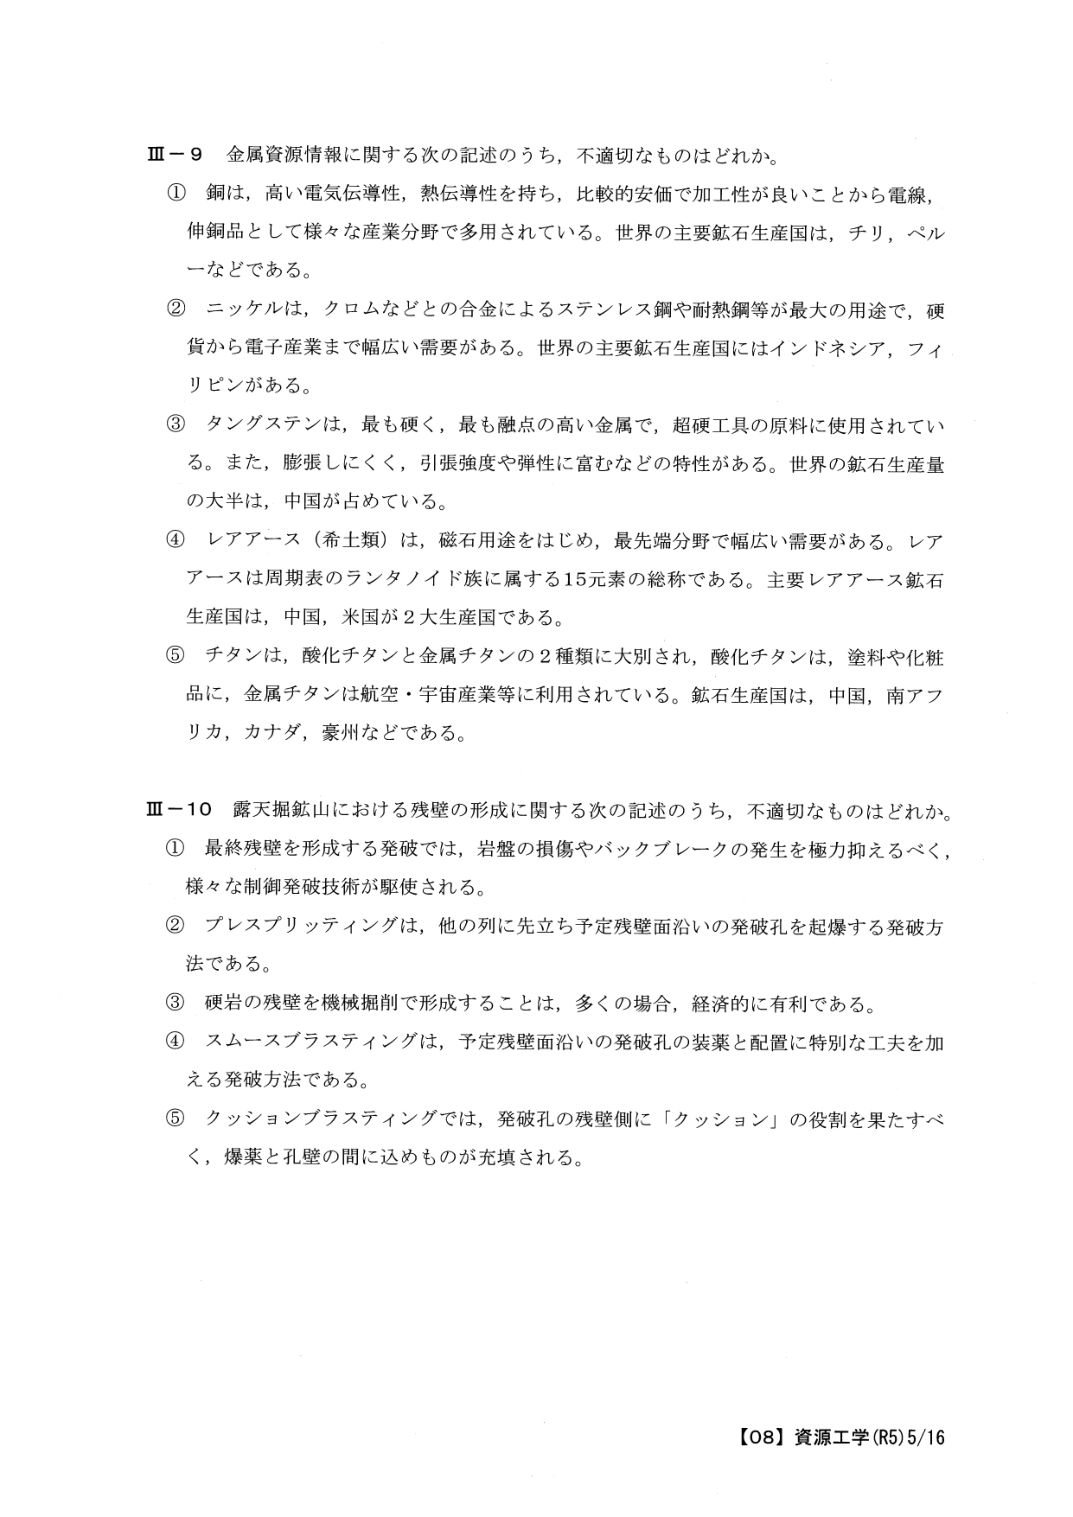 Ⅲ－9　金属資源情報に関する次の記述のうち，不適切なものはどれか。
①　銅は，高い電気伝導性，熱伝導性を持ち，比較的安価で加工性が良いことから電線，
伸銅品として様々な産業分野で多用されている。世界の主要鉱石生産国は，チリ，ペル
ーなどである。
②　ニッケルは，クロムなどとの合金によるステンレス鋼や耐熱鋼等が最大の用途で，硬
貨から電子産業まで幅広い需要がある。世界の主要鉱石生産国にはインドネシア，フィ
リピンがある。
③　タングステンは，最も硬く，最も融点の高い金属で，超硬工具の原料に使用されてい
る。また，膨張しにくく，引張強度や弾性に富むなどの特性がある。世界の鉱石生産量
の大半は，中国が占めている。
④　レアアース（希土類）は，磁石用途をはじめ，最先端分野で幅広い需要がある。レア
アースは周期表のランタノイド族に属する15元素の総称である。主要レアアース鉱石
生産国は，中国，米国が２大生産国である。
⑤　チタンは，酸化チタンと金属チタンの２種類に大別され，酸化チタンは，塗料や化粧
品に，金属チタンは航空・宇宙産業等に利用されている。鉱石生産国は，中国，南アフ
リカ，カナダ，豪州などである。
Ⅲ－10　露天掘鉱山における残壁の形成に関する次の記述のうち，不適切なものはどれか。
①　最終残壁を形成する発破では，岩盤の損傷やバックブレークの発生を極力抑えるべく，
様々な制御発破技術が駆使される。
②　プレスプリッティングは，他の列に先立ち予定残壁面沿いの発破孔を起爆する発破方
法である。
③　硬岩の残壁を機械掘削で形成することは，多くの場合，経済的に有利である。
④　スムースブラスティングは，予定残壁面沿いの発破孔の装薬と配置に特別な工夫を加
える発破方法である。
⑤　クッションブラスティングでは，発破孔の残壁側に「クッション」の役割を果たすべ
く，爆薬と孔壁の間に込めものが充填される。
【08】資源工学(R5)5/16